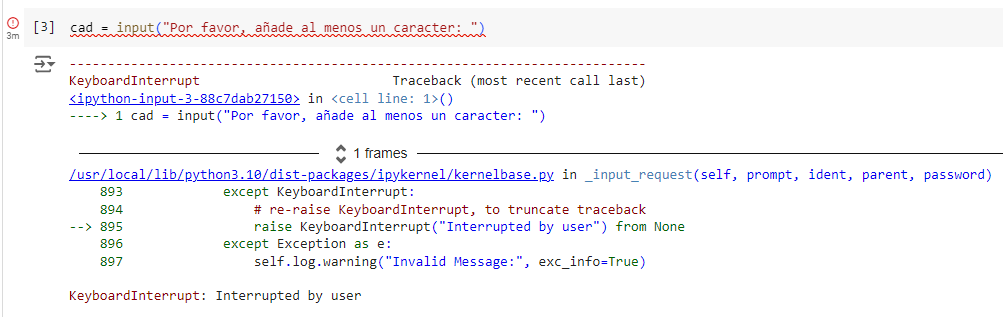 [3] cad = input("Por favor, añade al menos un caracter: ")
3m
---------------------------------------------------------------------------
KeyboardInterrupt                         Traceback (most recent call last)
<ipython-input-3-88c7dab27150> in <cell line: 1>()
----> 1 cad = input("Por favor, añade al menos un caracter: ")
1 frames
/usr/local/lib/python3.10/dist-packages/ipykernel/kernelbase.py in _input_request(self, prompt, ident, parent, password)
    893             except KeyboardInterrupt:
    894                 # re-raise KeyboardInterrupt, to truncate traceback
--> 895                 raise KeyboardInterrupt("Interrupted by user") from None
    896             except Exception as e:
    897                 self.log.warning("Invalid Message:", exc_info=True)
KeyboardInterrupt: Interrupted by user